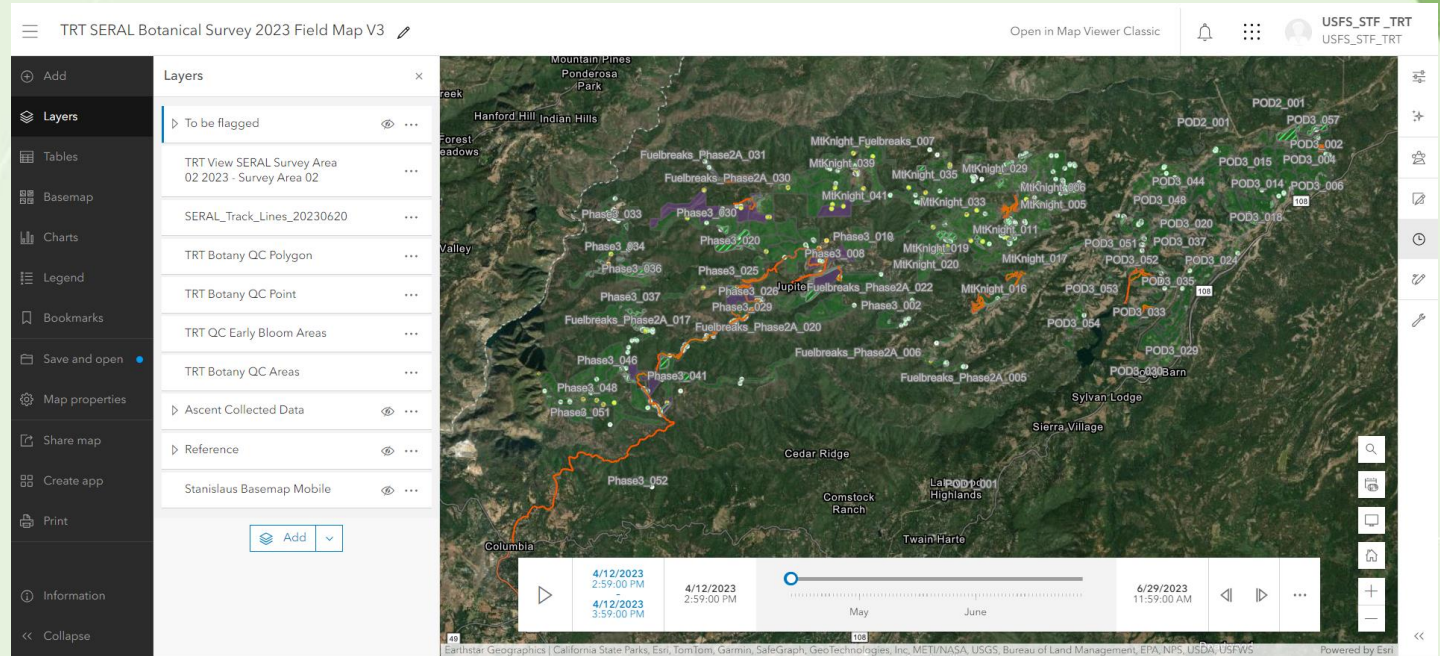 TRT SERAL Botanical Survey 2023 Field Map V3
Open in Map Viewer Classic
USFS_STF_TRT
USFS_STF_TRT
Add
Layers
Tables
Basemap
Charts
Legend
Bookmarks
Save and open
Map properties
Share map
Create app
Print
Information
Collapse
Layers
To be flagged
TRT View SERAL Survey Area
02 2023 - Survey Area 02
SERAL_Track_Lines_20230620
TRT Botany QC Polygon
TRT Botany QC Point
TRT QC Early Bloom Areas
TRT Botany QC Areas
Ascent Collected Data
Reference
Stanislaus Basemap Mobile
Add
Mountain Pines
Ponderosa
Park
reek
Hanford Hill
Indian Hills
Forest
eadows
Valley
POD2_001
POD2_001
POD3_057
POD3_002
POD3_004
POD3_015
MtKnight_Fuelbreaks_007
Fuelbreaks_Phase2A_031
MtKnight_039
MtKnight_035
MtKnight_029
Fuelbreaks_Phase2A_030
MtKnight_006
MtKnight_005
MtKnight_041
MtKnight_033
POD3_044
POD3_014
POD3_006
108
POD3_048
POD3_018
POD3_020
Phase3_033
Phase3_030
MtKnight_011
Phase3_034
Phase3_020
Phase3_010
Phase3_008
MtKnight_019
MtKnight_020
MtKnight_017
POD3_051
POD3_037
POD3_052
POD3_024
Phase3_036
Phase3_025
Phase3_037
Phase3_026
Jupite
Fuelbreaks_Phase2A_022
MtKnight_016
POD3_053
POD3_035
108
Phase3_029
Phase3_002
POD3_033
Fuelbreaks_Phase2A_017
Fuelbreaks_Phase2A_020
POD3_054
Fuelbreaks_Phase2A_006
POD3_029
Phase3_046
Phase3_041
Fuelbreaks_Phase2A_005
POD3_030
Barn
Phase3_048
Phase3_051
Sylvan Lodge
Sierra Village
Cedar Ridge
Phase3_052
POD1_001
Highlands
Comstock
Ranch
Twain Harte
Columbia
4/12/2023
2:59:00 PM
-
4/12/2023
3:59:00 PM
4/12/2023
2:59:00 PM
May
June
6/29/2023
11:59:00 AM
49
108
Earthstar Geographics | California State Parks, Esri, TomTom, Garmin, SafeGraph, GeoTechnologies, Inc, METI/NASA, USGS, Bureau of Land Management, EPA, NPS, USDA, USFWS
Powered by Esri